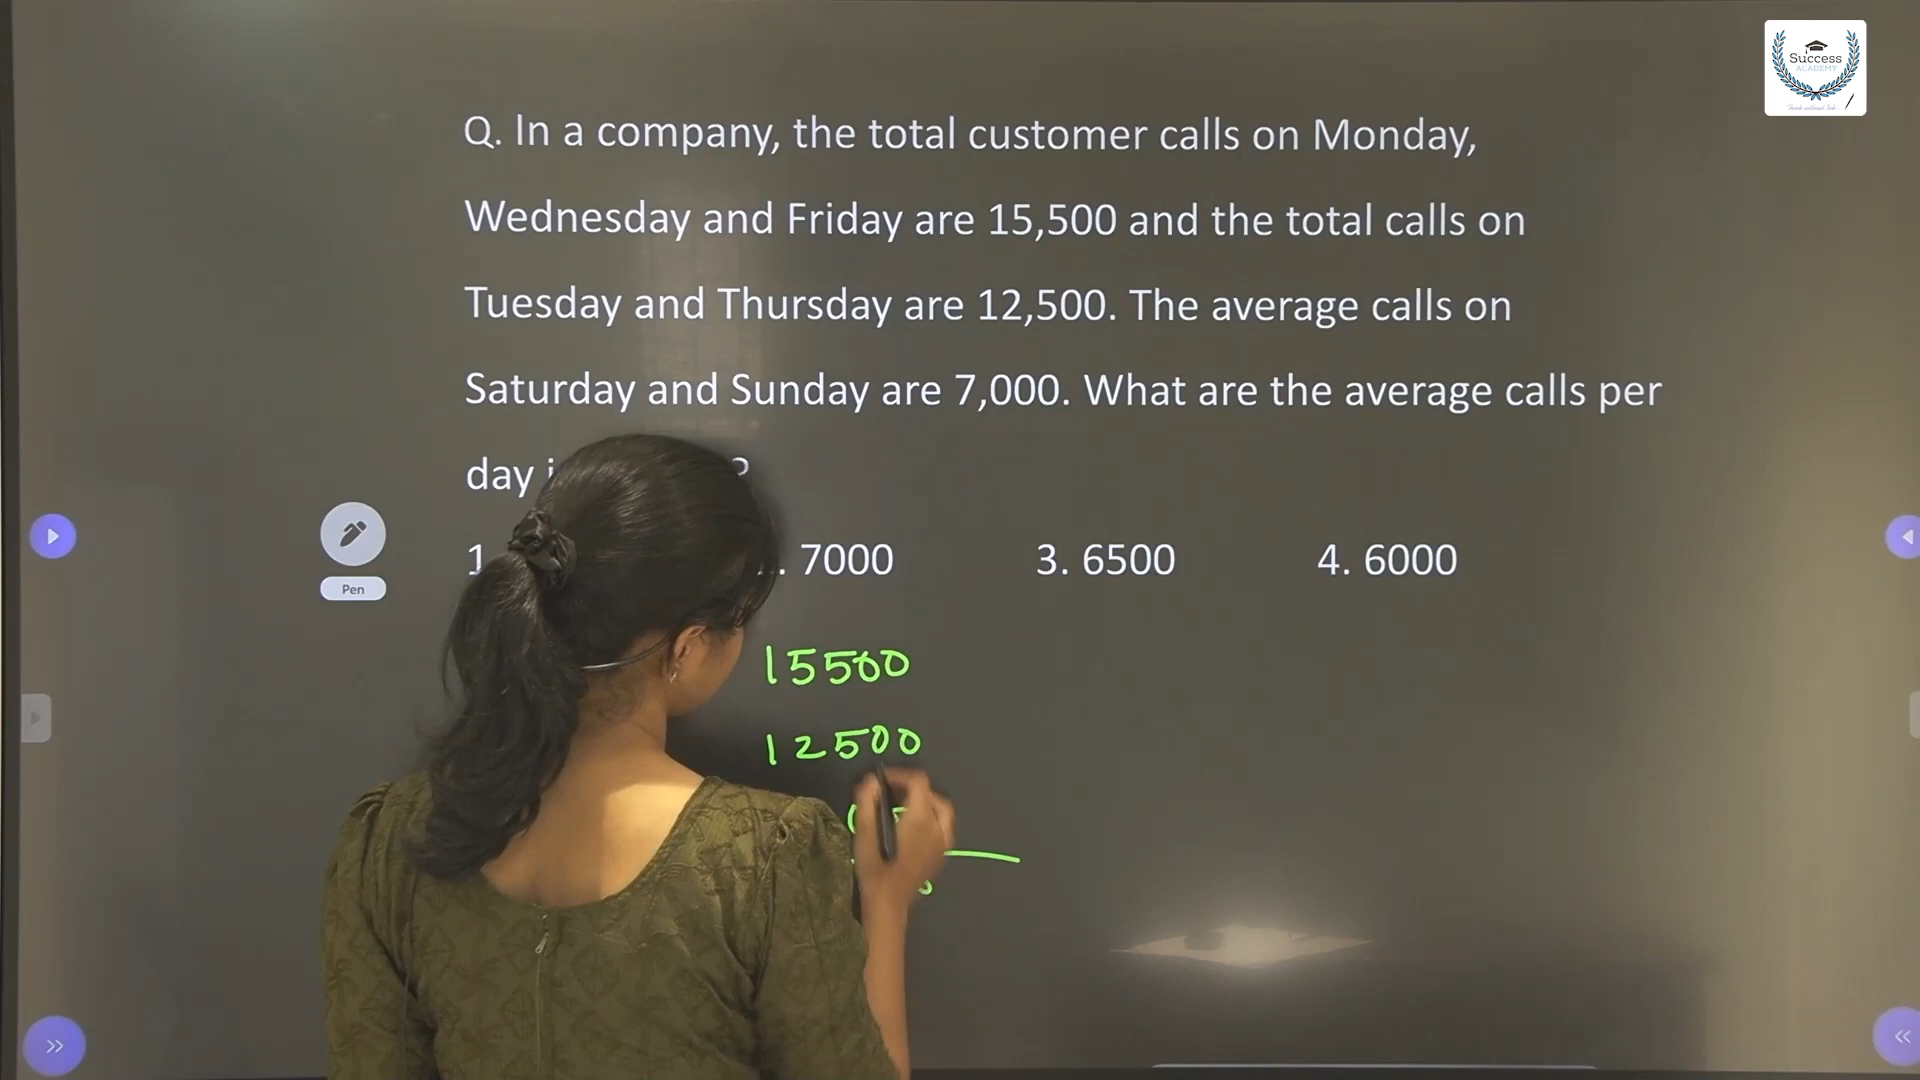 Success
ACADEMY
Q. In a company, the total customer calls on Monday,
Wednesday and Friday are 15,500 and the total calls on
Tuesday and Thursday are 12,500. The average calls on
Saturday and Sunday are 7,000. What are the average calls per
day ?
7000 3. 6500 4. 6000
Pen
15500
12500